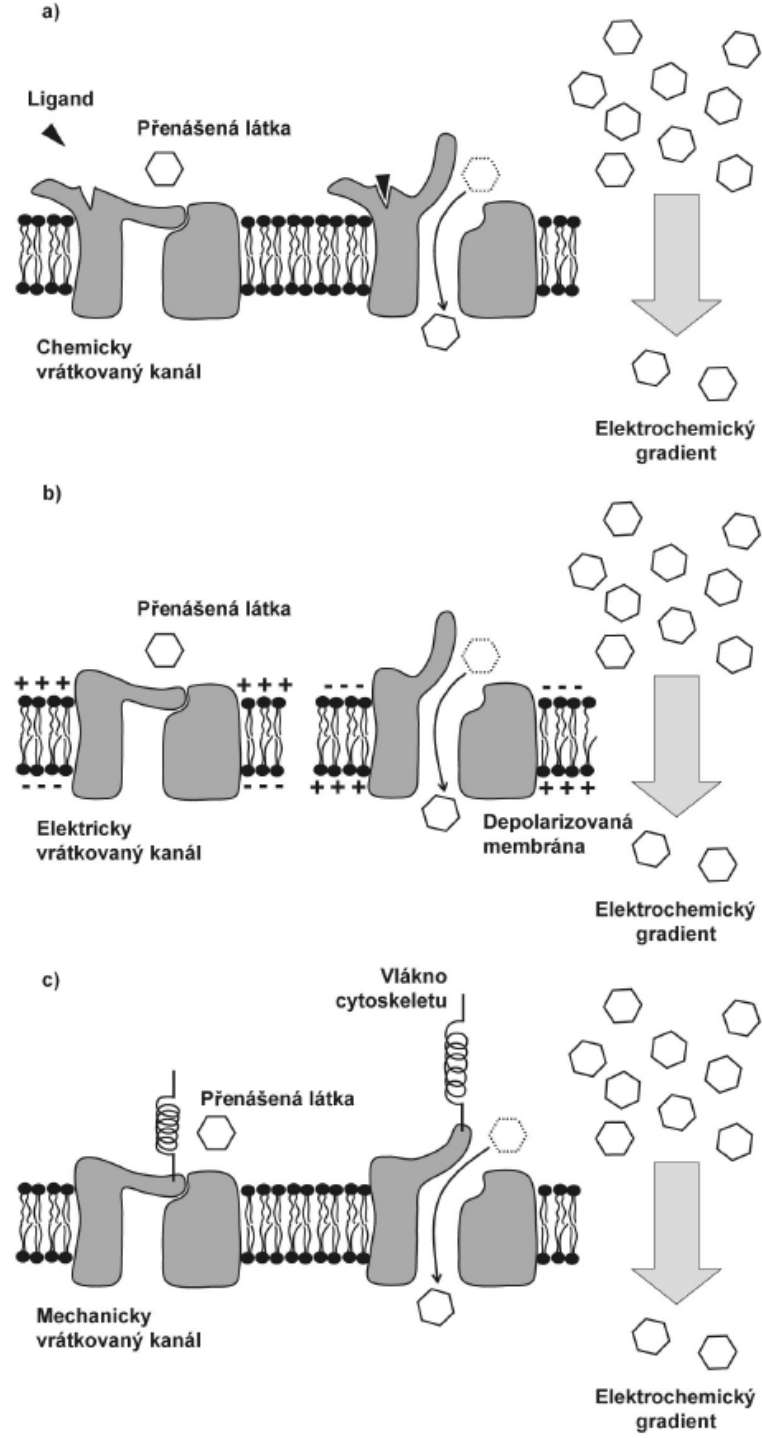 a)
Ligand
Přenášená látka
Chemicky
vrátkovaný kanál
Elektrochemický
gradient
b)
Přenášená látka
+ + +
+ + +
- - -
- - -
- - -
- - -
+ + +
+ + +
Elektricky
vrátkovaný kanál
Depolarizovaná
membrána
Elektrochemický
gradient
c)
Vlákno
cytoskeletu
Přenášená látka
Mechanicky
vrátkovaný kanál
Elektrochemický
gradient